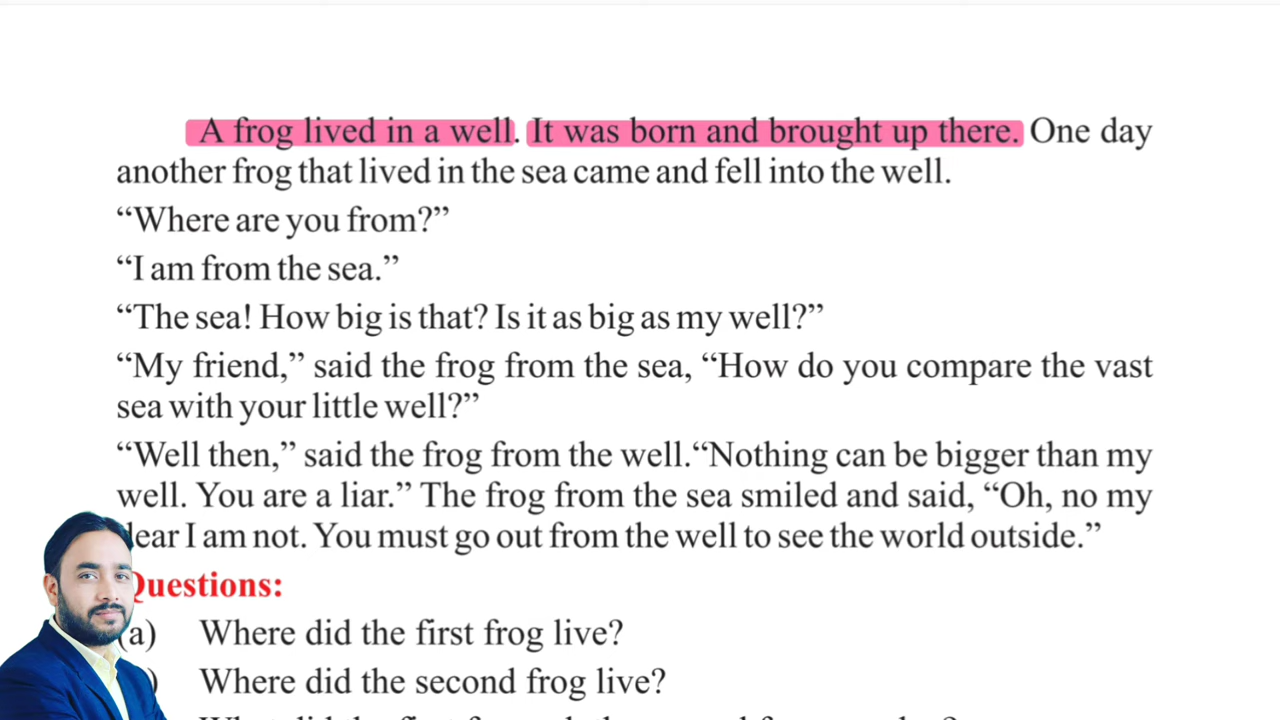 A frog lived in a well. It was born and brought up there. One day
another frog that lived in the sea came and fell into the well.
“Where are you from?”
“I am from the sea.”
“The sea! How big is that? Is it as big as my well?”
“My friend,” said the frog from the sea, “How do you compare the vast
sea with your little well?”
“Well then,” said the frog from the well.“Nothing can be bigger than my
well. You are a liar.” The frog from the sea smiled and said, “Oh, no my
dear I am not. You must go out from the well to see the world outside.”
Questions:
(a) Where did the first frog live?
Where did the second frog live?